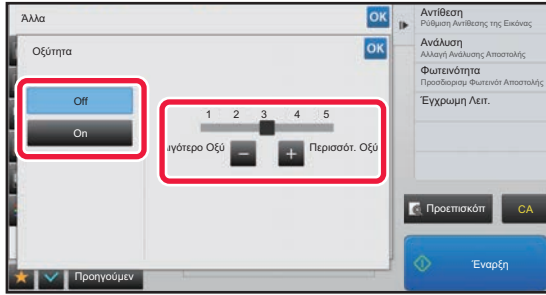 Άλλα
OK
Οξύτητα
OK
Off
On
1 2 3 4 5
Περισσότ. Οξύ
Προηγούμεν
Αντίθεση
Ρύθμιση Αντίθεσης της Εικόνας
Ανάλυση
Αλλαγή Ανάλυσης Αποστολής
Φωτεινότητα
Προσδιορισμ Φωτεινότ Αποστολής
Έγχρωμη Λειτ.
Προεπισκόπ
CA
Έναρξη